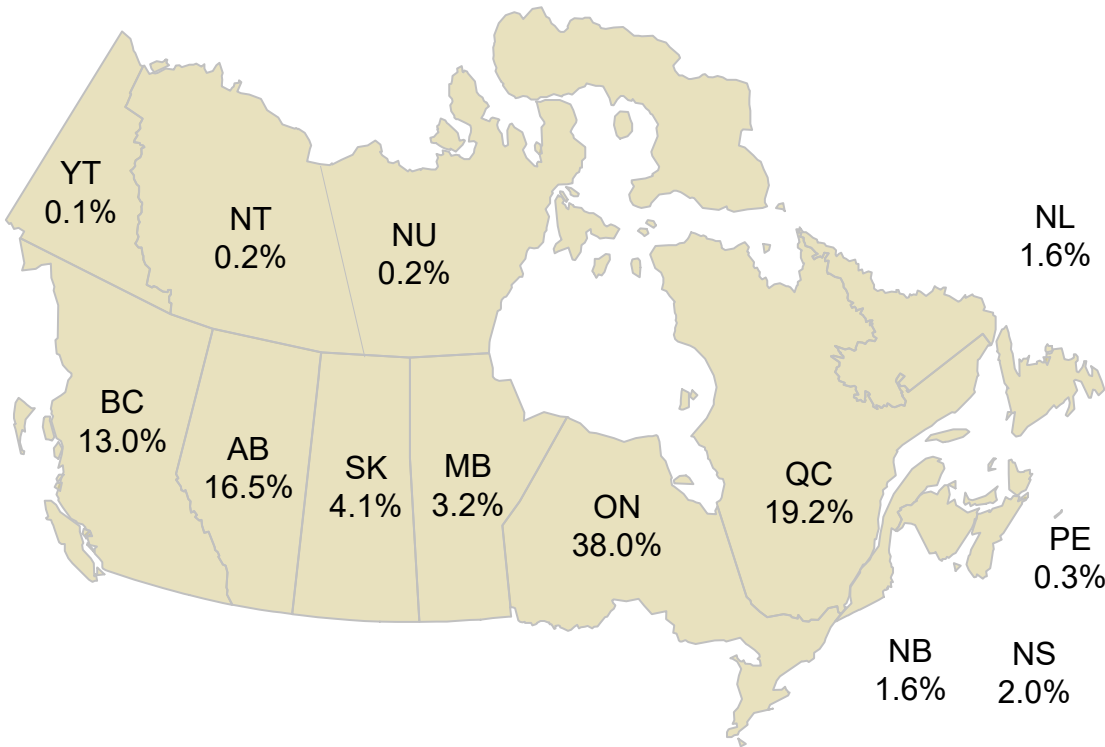 YT
0.1%
NT
0.2%
NU
0.2%
NL
1.6%
BC
13.0%
AB
16.5%
SK
4.1%
MB
3.2%
ON
38.0%
QC
19.2%
PE
0.3%
NB
1.6%
NS
2.0%